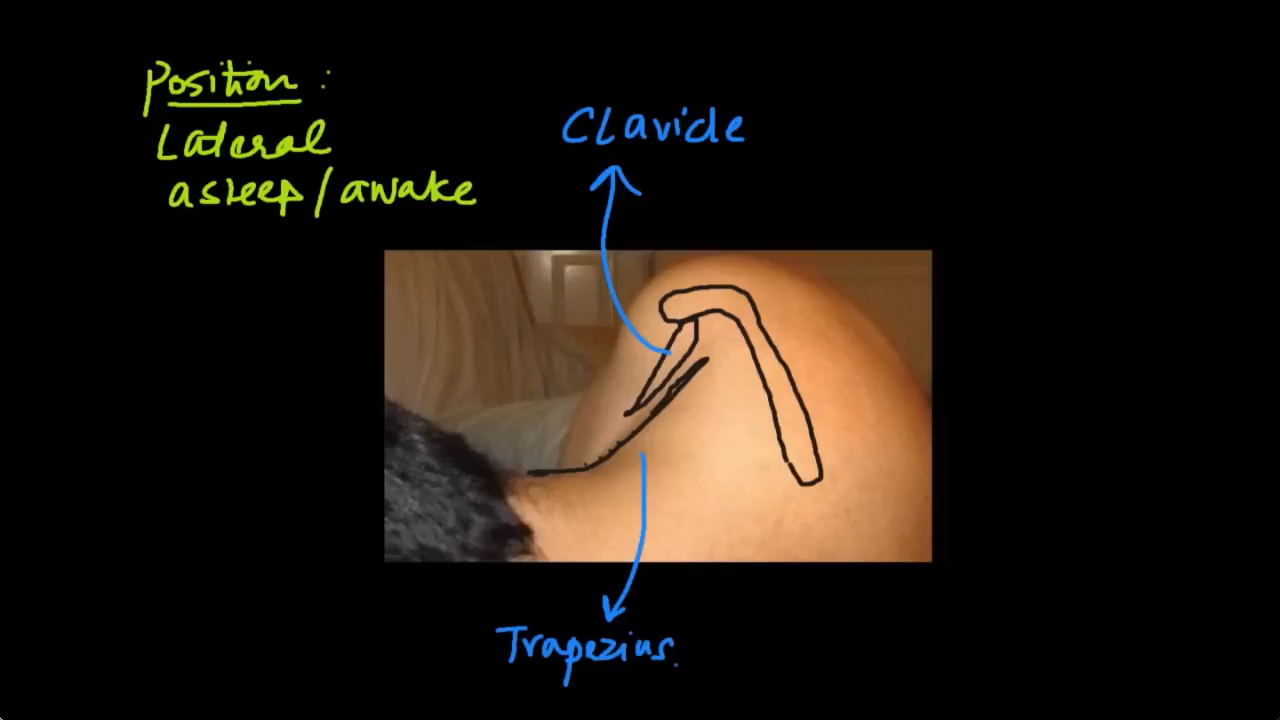 Position :
Lateral
asleep/awake
Clavicle
Trapezius.